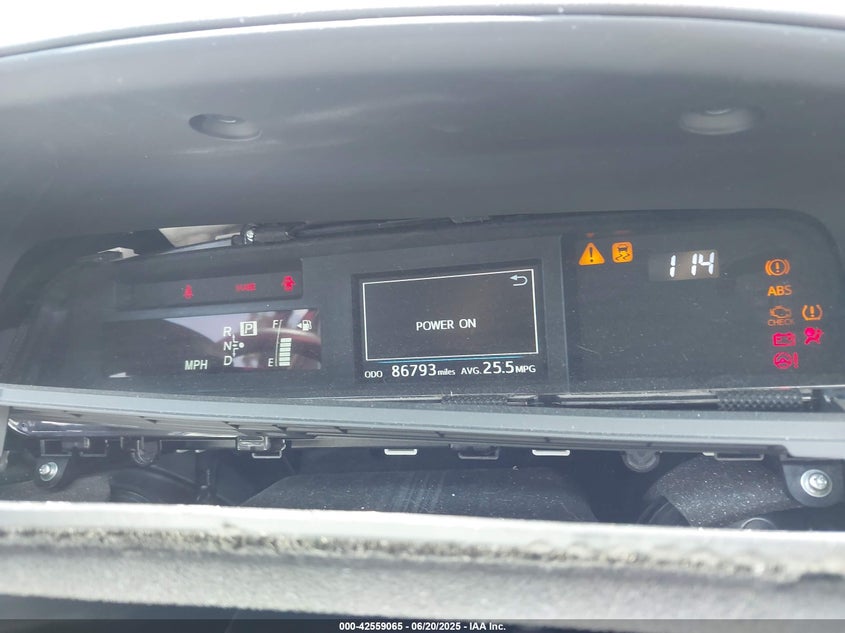 114
ABS
CHECK
R P F
N
D E
MPH
POWER ON
ODO 86793 miles AVG. 25.5 MPG
000-42559065 - 06/20/2025 - IAA Inc.